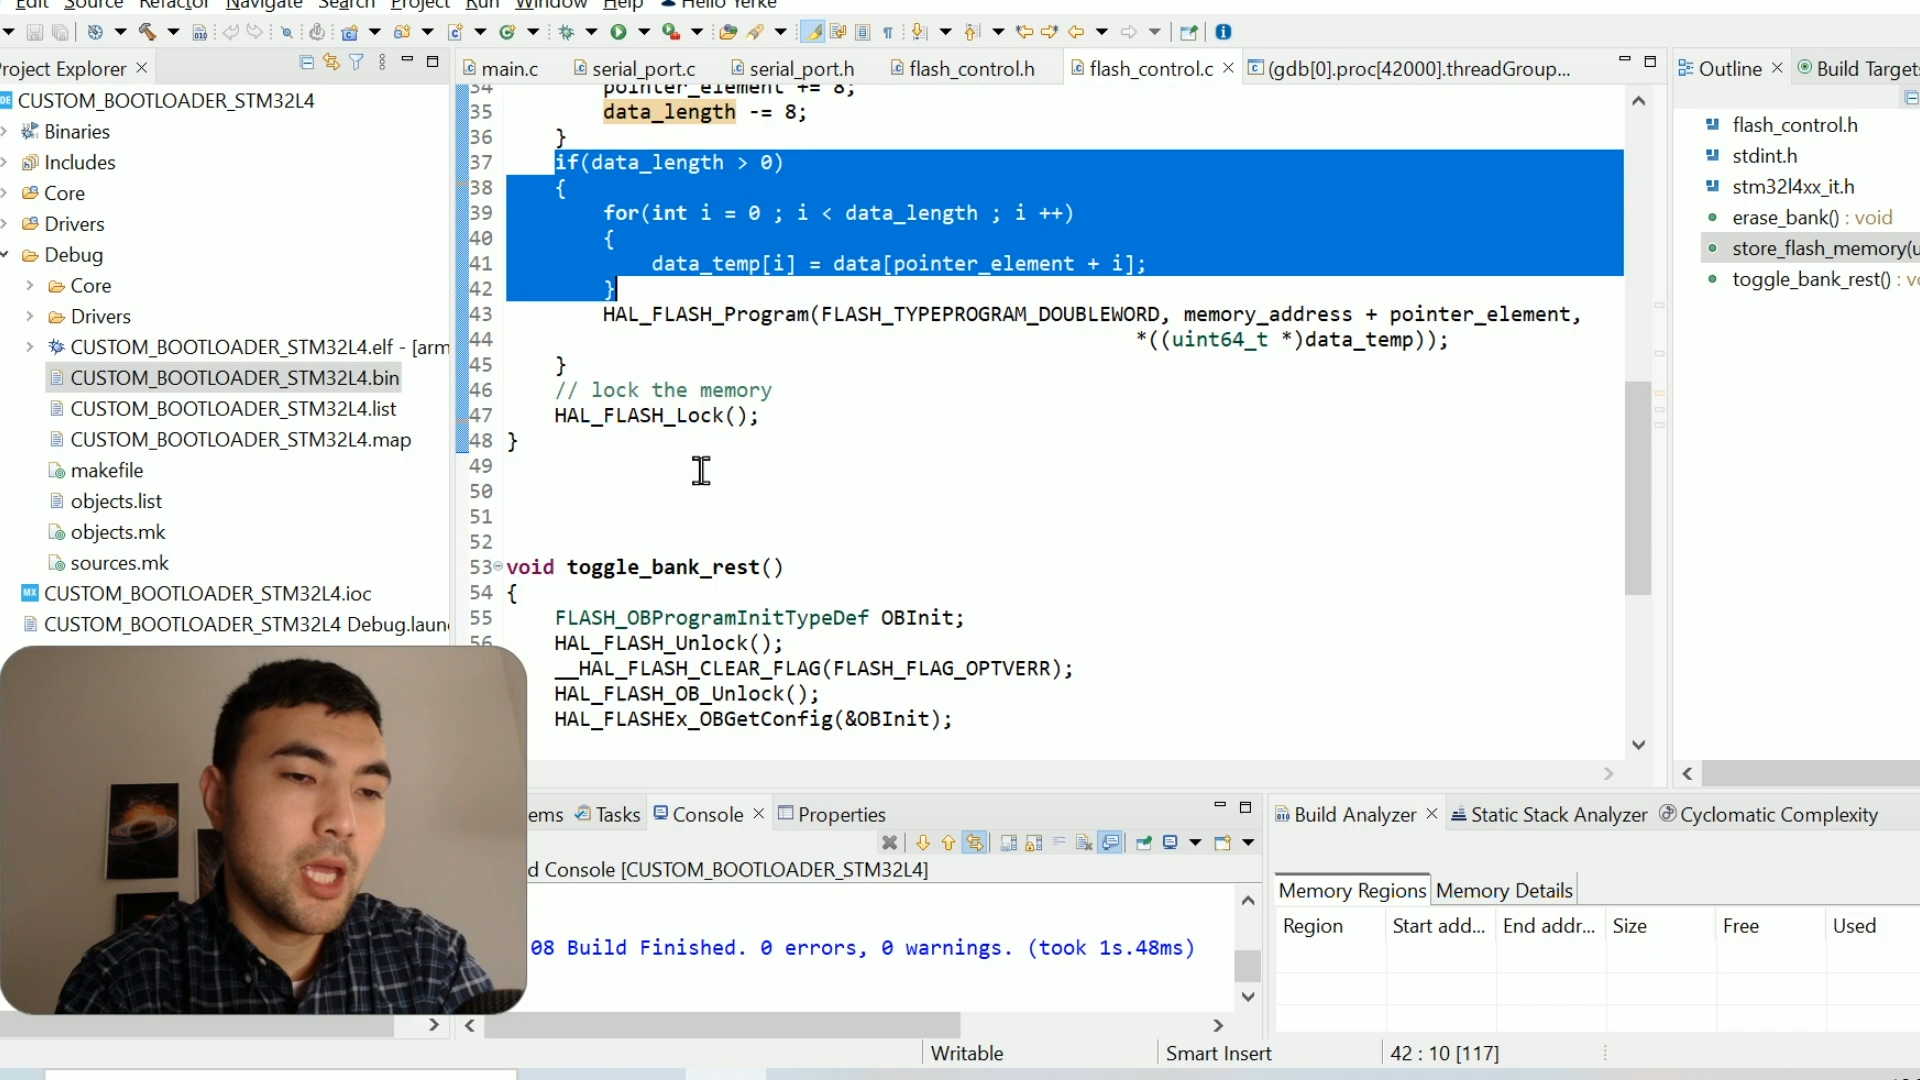 Edit Source Refactor Navigate Search Project Run Window Help Hello Yerke
Project Explorer
main.c serial_port.c serial_port.h flash_control.h flash_control.c (gdb[0].proc[42000].threadGroup...
Outline Build Targets
CUSTOM_BOOTLOADER_STM32L4
Binaries
Includes
Core
Drivers
Debug
Core
Drivers
CUSTOM_BOOTLOADER_STM32L4.elf - [arm
CUSTOM_BOOTLOADER_STM32L4.bin
CUSTOM_BOOTLOADER_STM32L4.list
CUSTOM_BOOTLOADER_STM32L4.map
makefile
objects.list
objects.mk
sources.mk
CUSTOM_BOOTLOADER_STM32L4.ioc
CUSTOM_BOOTLOADER_STM32L4 Debug.laun
34 pointer_element += 8;
35 data_length -= 8;
36 }
37 if(data_length > 0)
38 {
39 for(int i = 0 ; i < data_length ; i ++)
40 {
41 data_temp[i] = data[pointer_element + i];
42 }
43 HAL_FLASH_Program(FLASH_TYPEPROGRAM_DOUBLEWORD, memory_address + pointer_element,
44 *((uint64_t *)data_temp));
45 }
46 // lock the memory
47 HAL_FLASH_Lock();
48 }
49
50
51
52
53 void toggle_bank_rest()
54 {
55 FLASH_OBProgramInitTypeDef OBInit;
56 HAL_FLASH_Unlock();
__HAL_FLASH_CLEAR_FLAG(FLASH_FLAG_OPTVERR);
HAL_FLASH_OB_Unlock();
HAL_FLASHEx_OBGetConfig(&OBInit);
flash_control.h
stdint.h
stm32l4xx_it.h
erase_bank() : void
store_flash_memory(u
toggle_bank_rest() : vo
ems Tasks Console Properties
d Console [CUSTOM_BOOTLOADER_STM32L4]
08 Build Finished. 0 errors, 0 warnings. (took 1s.48ms)
Build Analyzer Static Stack Analyzer Cyclomatic Complexity
Memory Regions Memory Details
Region Start add... End addr... Size Free Used
Writable Smart Insert 42 : 10 [117]